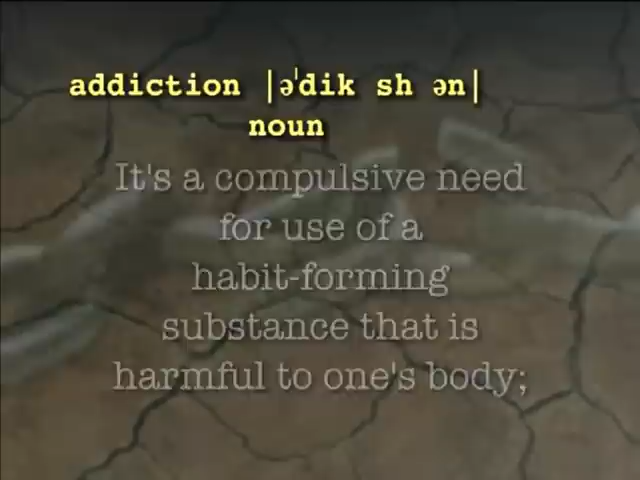 addiction |əˈdik sh ən|
noun
It's a compulsive need
for use of a
habit-forming
substance that is
harmful to one's body;